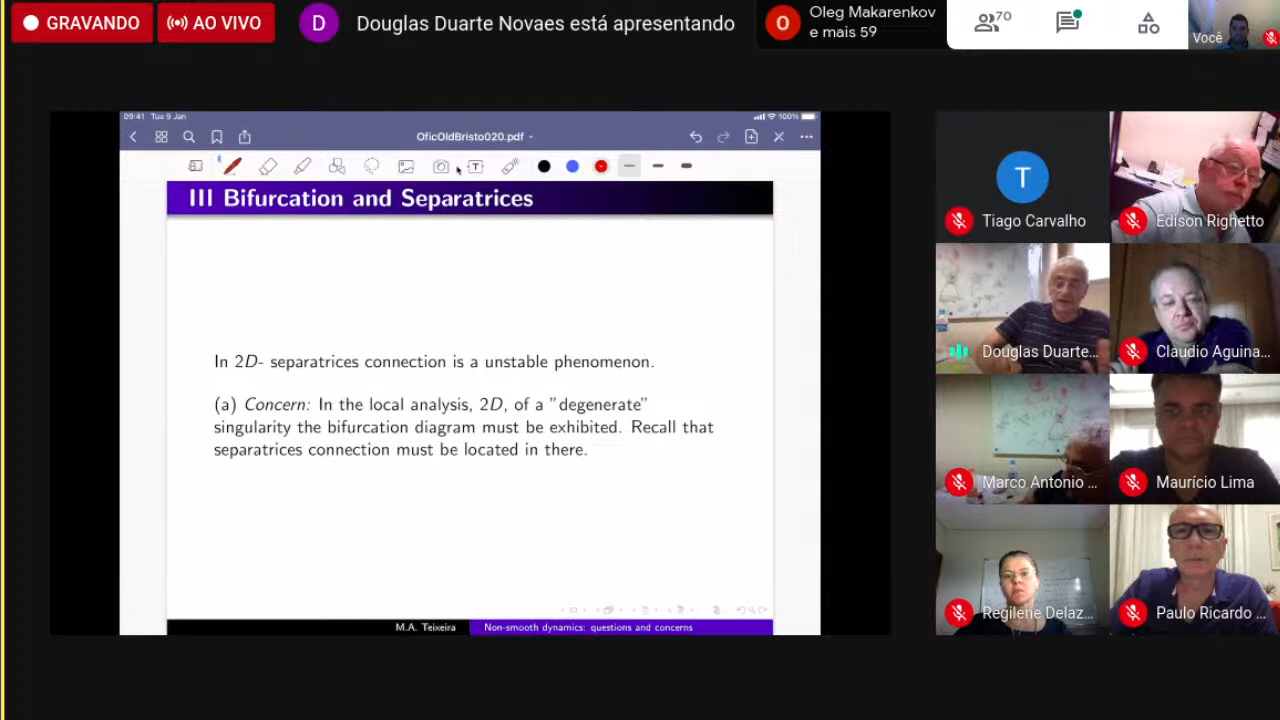 GRAVANDO
AO VIVO
D
Douglas Duarte Novaes está apresentando
O
Oleg Makarenkov
e mais 59
70
Você
09:41 Tue 9 Jan
100%
OficOldBristo020.pdf
T
III Bifurcation and Separatrices
In 2D- separatrices connection is a unstable phenomenon.
(a) Concern: In the local analysis, 2D, of a "degenerate"
singularity the bifurcation diagram must be exhibited. Recall that
separatrices connection must be located in there.
M.A. Teixeira
Non-smooth dynamics: questions and concerns
T
Tiago Carvalho
Edison Righetto
Douglas Duarte...
Claudio Aguina...
Marco Antonio ...
Maurício Lima
Regilene Delaz...
Paulo Ricardo ...